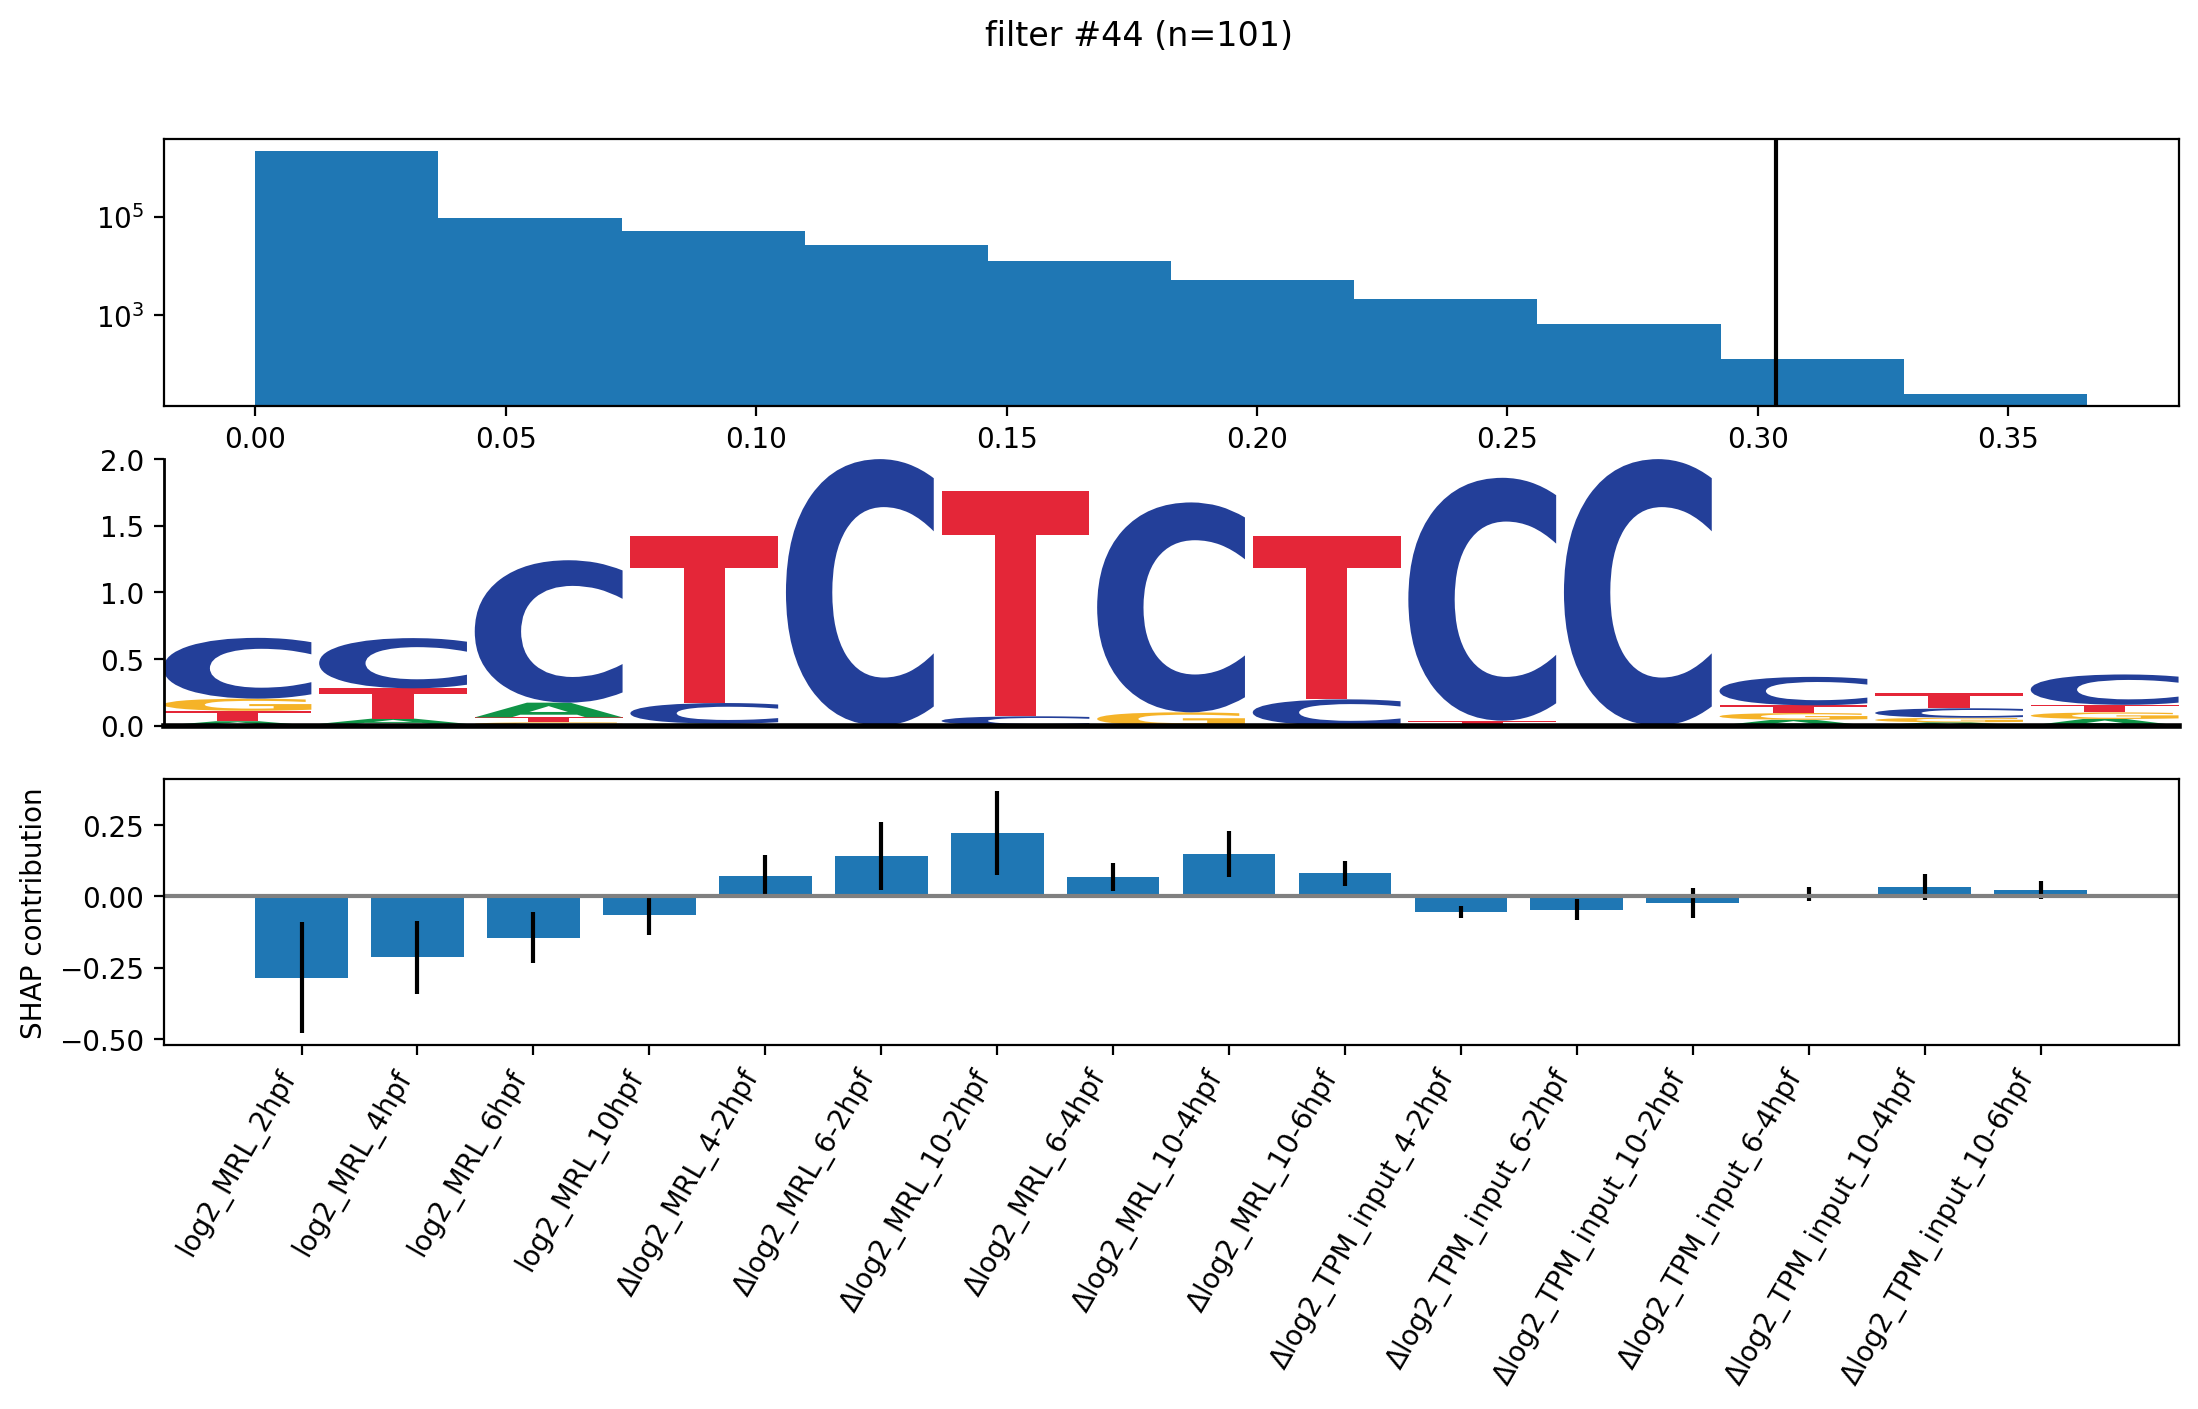 filter #44 (n=101)
10^5
10^3
0.00 0.05 0.10 0.15 0.20 0.25 0.30 0.35
2.0
1.5
1.0
0.5
0.0
C C C T C T C T C C C T C
G T A C C G C T T C T
T A T T G G G
A A A
SHAP contribution
0.25
0.00
−0.25
−0.50
log2_MRL_2hpf
log2_MRL_4hpf
log2_MRL_6hpf
log2_MRL_10hpf
Δlog2_MRL_4-2hpf
Δlog2_MRL_6-2hpf
Δlog2_MRL_10-2hpf
Δlog2_MRL_6-4hpf
Δlog2_MRL_10-4hpf
Δlog2_MRL_10-6hpf
Δlog2_TPM_input_4-2hpf
Δlog2_TPM_input_6-2hpf
Δlog2_TPM_input_10-2hpf
Δlog2_TPM_input_6-4hpf
Δlog2_TPM_input_10-4hpf
Δlog2_TPM_input_10-6hpf